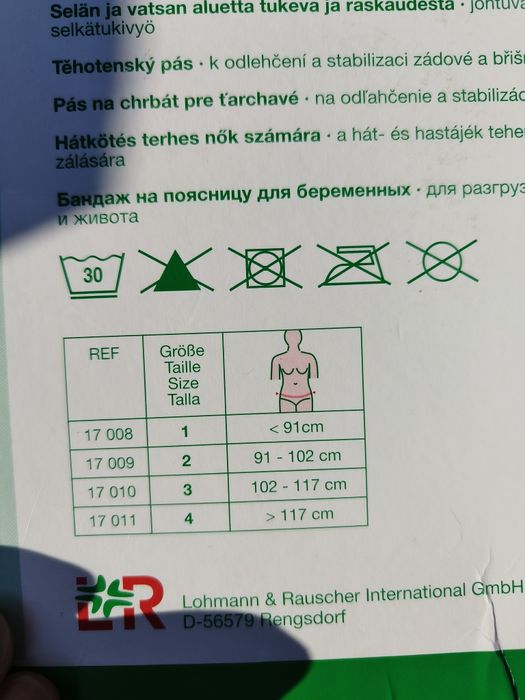 Selän ja vatsan aluetta tukeva ja raskaudesta · jontuva
selkätukivyö
Těhotenský pás · k odlehčení a stabilizaci zádové a břiš
Pás na chrbát pre ťarchavé · na odľahčenie a stabilizác
Hátkötés terhes nők számára · a hát- és hastájék tehe
zálására
Бандаж на поясницу для беременных · для разгруз
и живота
30
REF Größe
Taille
Size
Talla
17 008 1 < 91cm
17 009 2 91 - 102 cm
17 010 3 102 - 117 cm
17 011 4 > 117 cm
L R Lohmann & Rauscher International GmbH
D-56579 Rengsdorf